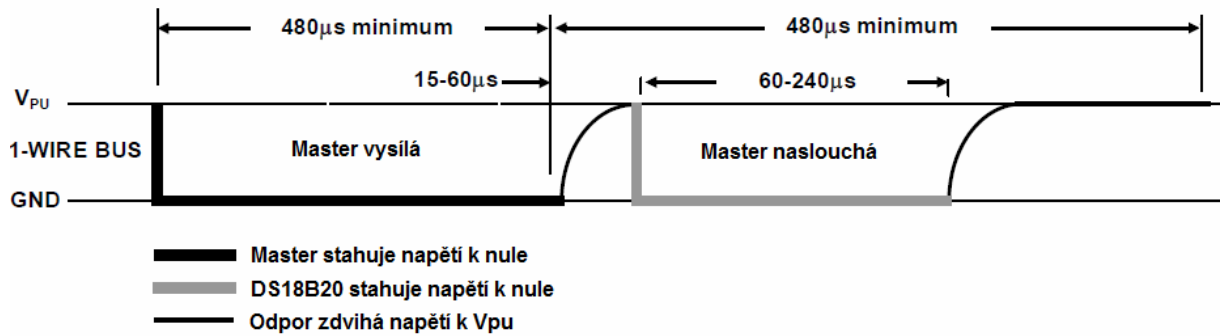 480µs minimum 480µs minimum
15-60µs 60-240µs
VPU
1-WIRE BUS Master vysílá Master naslouchá
GND
Master stahuje napětí k nule
DS18B20 stahuje napětí k nule
Odpor zdvihá napětí k Vpu